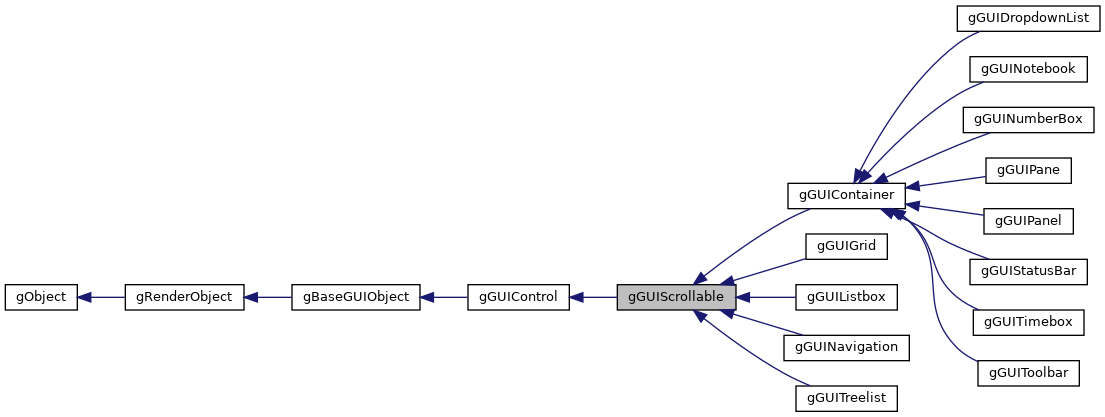 gGUIDropdownList
gGUINotebook
gGUINumberBox
gGUIPane
gGUIContainer
gGUIPanel
gGUIGrid
gGUIStatusBar
gObject
gRenderObject
gBaseGUIObject
gGUIControl
gGUIScrollable
gGUIListbox
gGUITimebox
gGUINavigation
gGUIToolbar
gGUITreelist